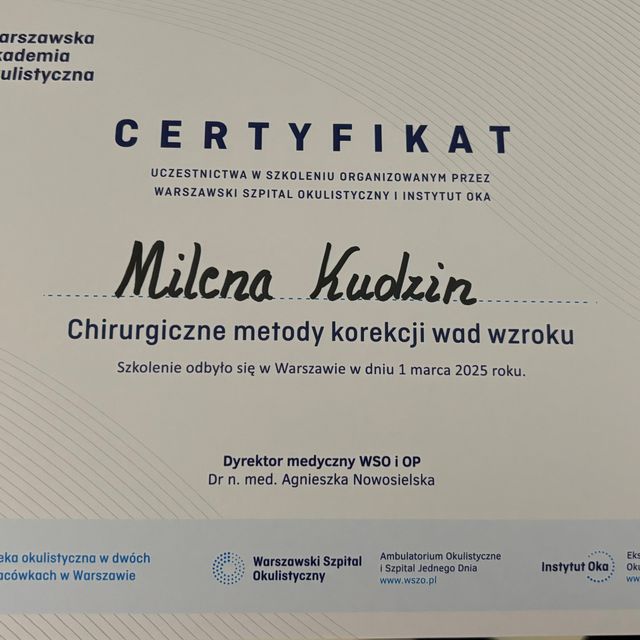 arszawska
kademia
ulistyczna
CERTYFIKAT
UCZESTNICTWA W SZKOLENIU ORGANIZOWANYM PRZEZ
WARSZAWSKI SZPITAL OKULISTYCZNY I INSTYTUT OKA
Milena Kudzin
Chirurgiczne metody korekcji wad wzroku
Szkolenie odbyło się w Warszawie w dniu 1 marca 2025 roku.
Dyrektor medyczny WSO i OP
Dr n. med. Agnieszka Nowosielska
eka okulistyczna w dwóch
acówkach w Warszawie
Warszawski Szpital
Okulistyczny
Ambulatorium Okulistyczne
i Szpital Jednego Dnia
www.wszo.pl
Instytut Oka
Eks
Oku
ww